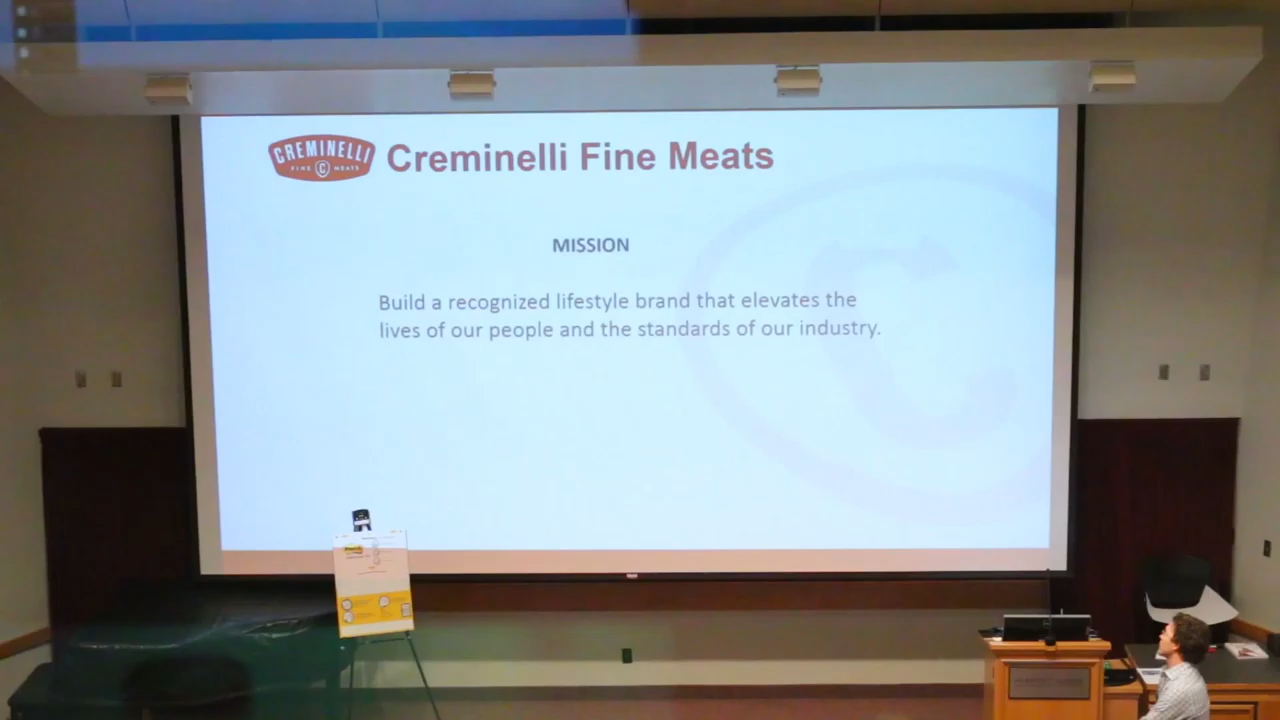 CREMINELLI
FINE C MEATS
Creminelli Fine Meats
MISSION
Build a recognized lifestyle brand that elevates the
lives of our people and the standards of our industry.